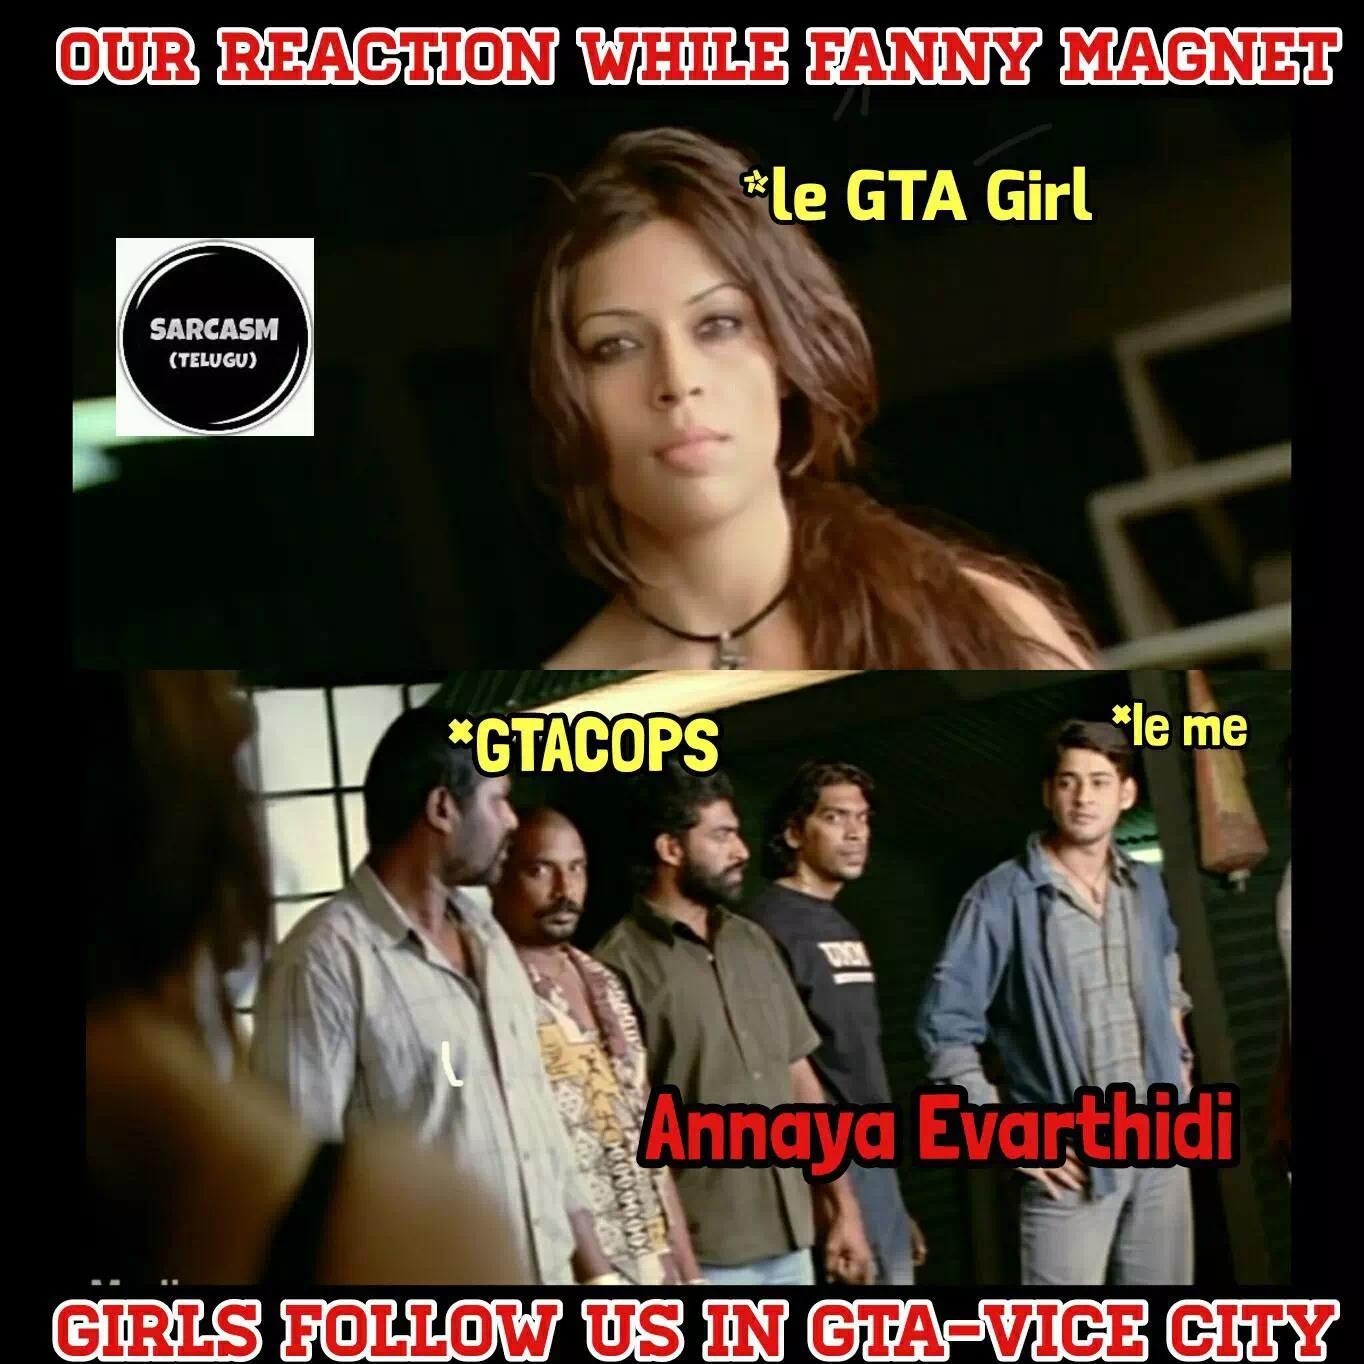 OUR REACTION WHILE FANNY MAGNET
*le GTA Girl
SARCASM
(TELUGU)
*GTACOPS
*le me
Annaya Evarthidi
GIRLS FOLLOW US IN GTA-VICE CITY